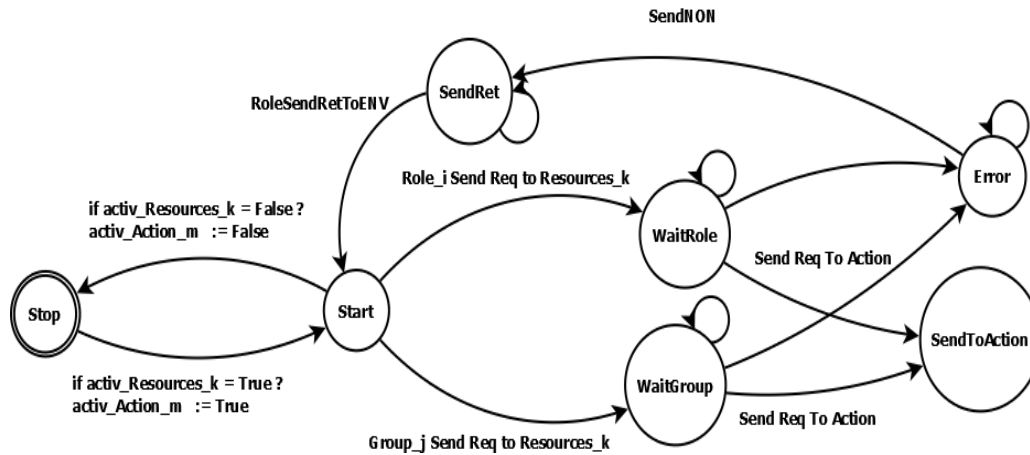 SendNON
SendRet
RoleSendRetToENV
Error
Role_i Send Req to Resources_k
if activ_Resources_k = False ?
activ_Action_m := False
WaitRole
Send Req To Action
Stop
Start
SendToAction
if activ_Resources_k = True ?
activ_Action_m := True
WaitGroup
Send Req To Action
Group_j Send Req to Resources_k